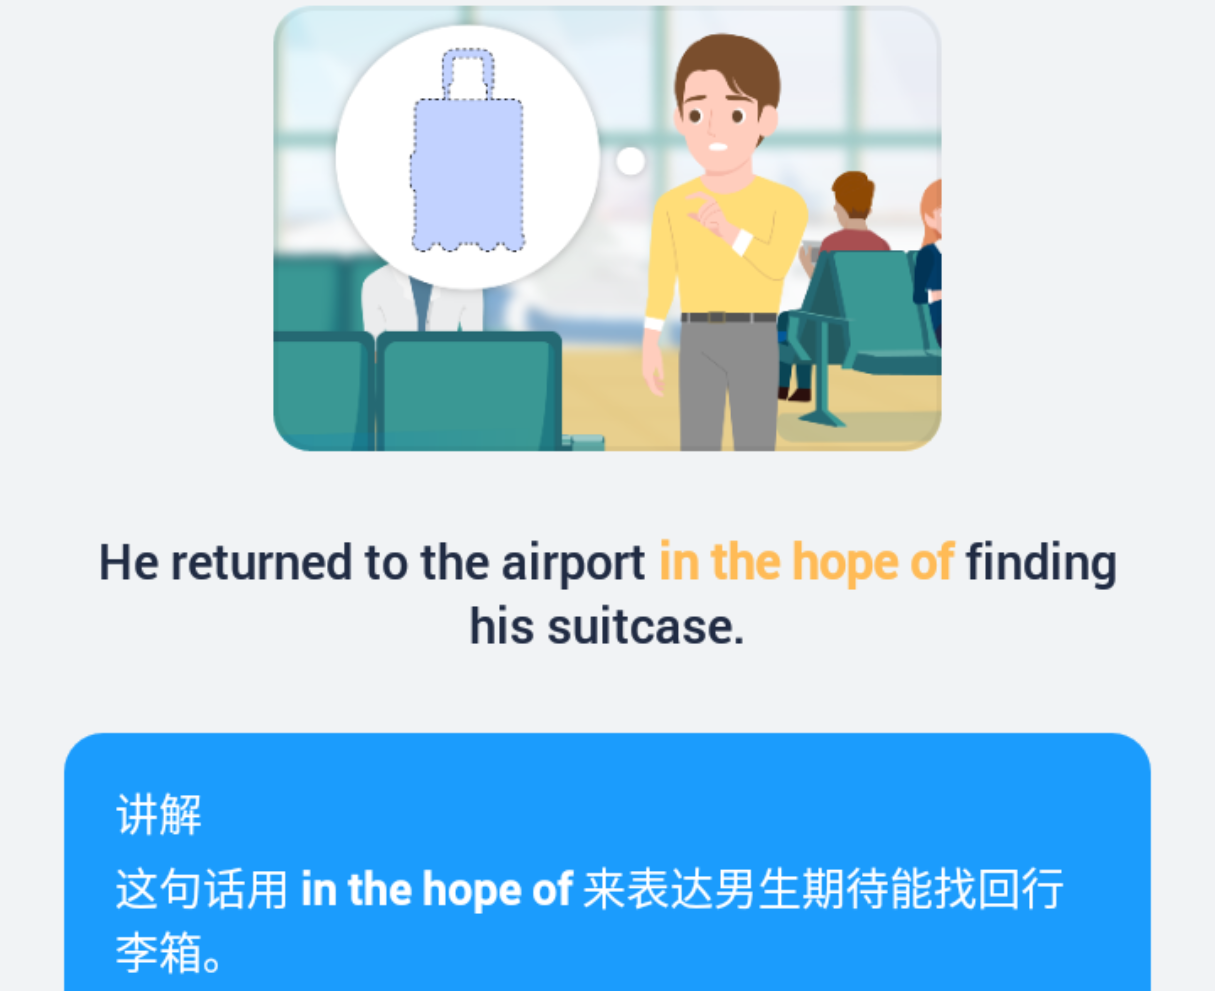 He returned to the airport in the hope of finding
his suitcase.
讲解
这句话用 in the hope of 来表达男生期待能找回行
李箱。